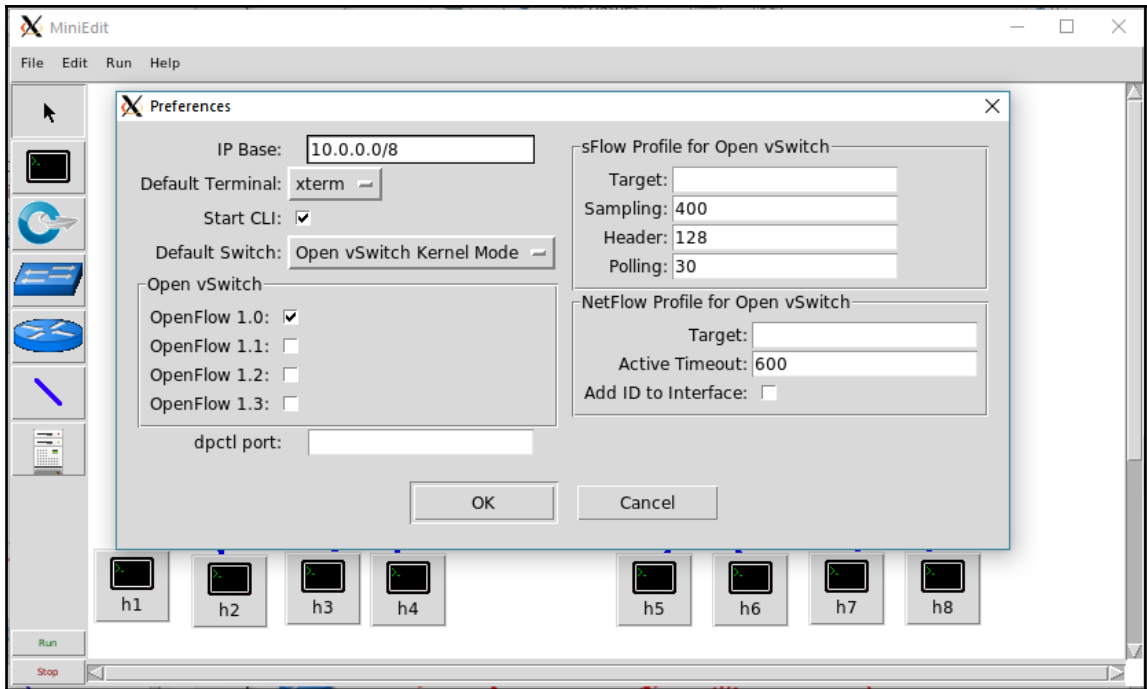 MiniEdit
File Edit Run Help
Preferences
IP Base: 10.0.0.0/8
Default Terminal: xterm
Start CLI:
Default Switch: Open vSwitch Kernel Mode
Open vSwitch
OpenFlow 1.0:
OpenFlow 1.1:
OpenFlow 1.2:
OpenFlow 1.3:
dpctl port:
sFlow Profile for Open vSwitch
Target:
Sampling: 400
Header: 128
Polling: 30
NetFlow Profile for Open vSwitch
Target:
Active Timeout: 600
Add ID to Interface:
OK Cancel
h1 h2 h3 h4 h5 h6 h7 h8
Run
Stop